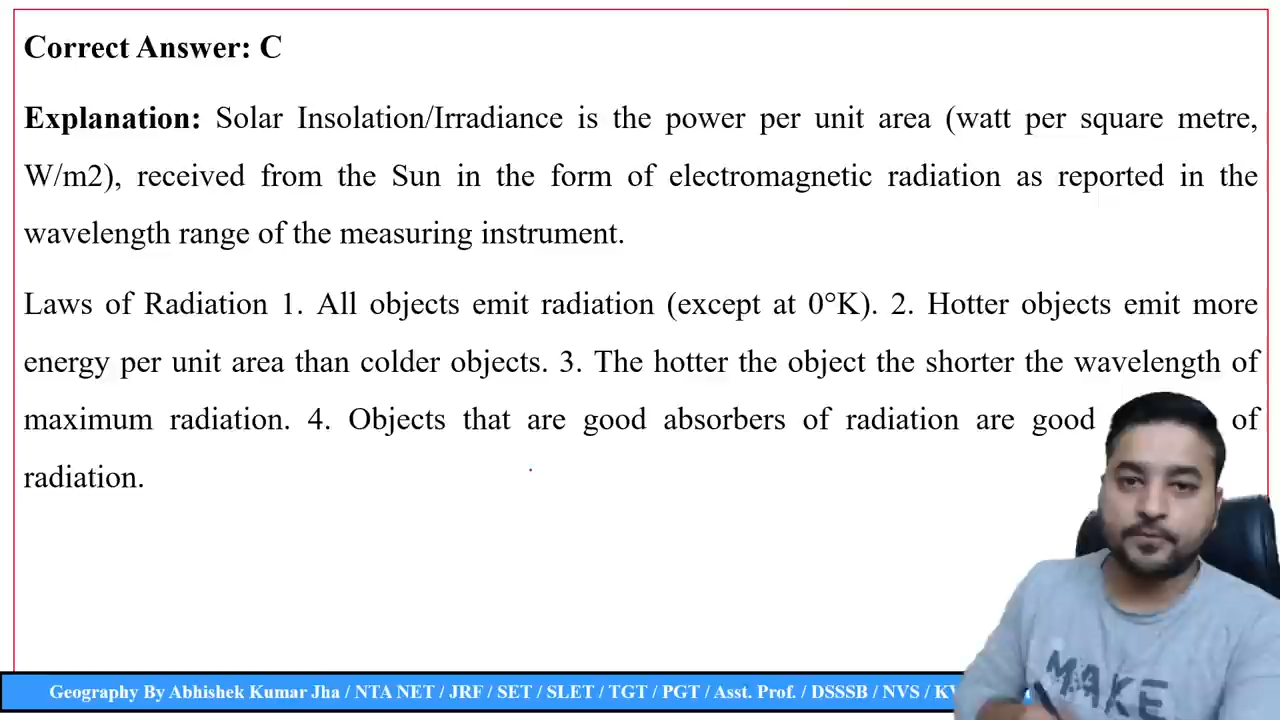 Correct Answer: C
Explanation: Solar Insolation/Irradiance is the power per unit area (watt per square metre,
W/m2), received from the Sun in the form of electromagnetic radiation as reported in the
wavelength range of the measuring instrument.
Laws of Radiation 1. All objects emit radiation (except at 0°K). 2. Hotter objects emit more
energy per unit area than colder objects. 3. The hotter the object the shorter the wavelength of
maximum radiation. 4. Objects that are good absorbers of radiation are good of
radiation.
MAKE
Geography By Abhishek Kumar Jha / NTA NET / JRF / SET / SLET / TGT / PGT / Asst. Prof. / DSSSB / NVS /